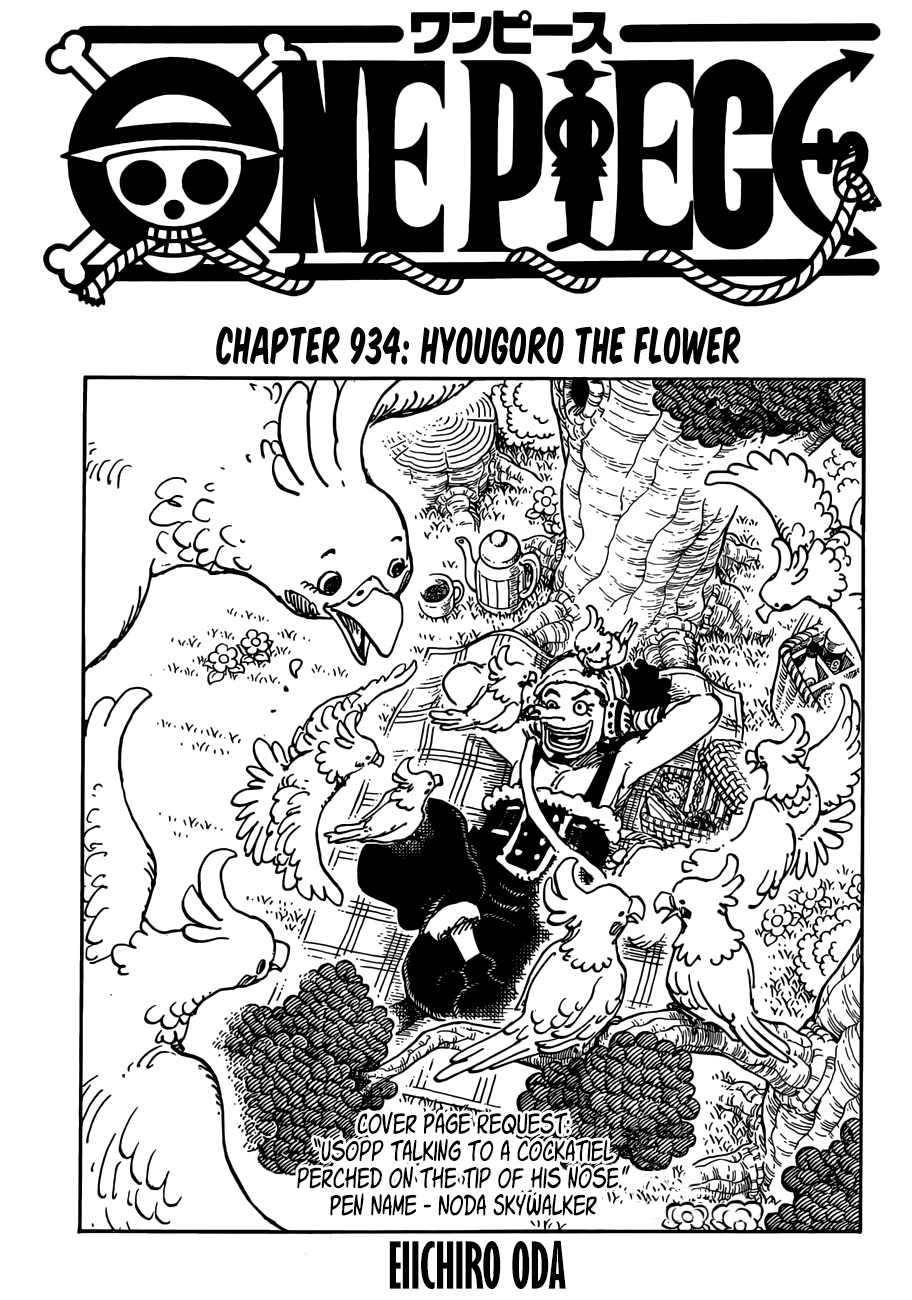 ワンピース
ONE PIECE
CHAPTER 934: HYOUGORO THE FLOWER
COVER PAGE REQUEST:
"USOPP TALKING TO A COCKATIEL
PERCHED ON THE TIP OF HIS NOSE."
PEN NAME - NODA SKYWALKER
EIICHIRO ODA